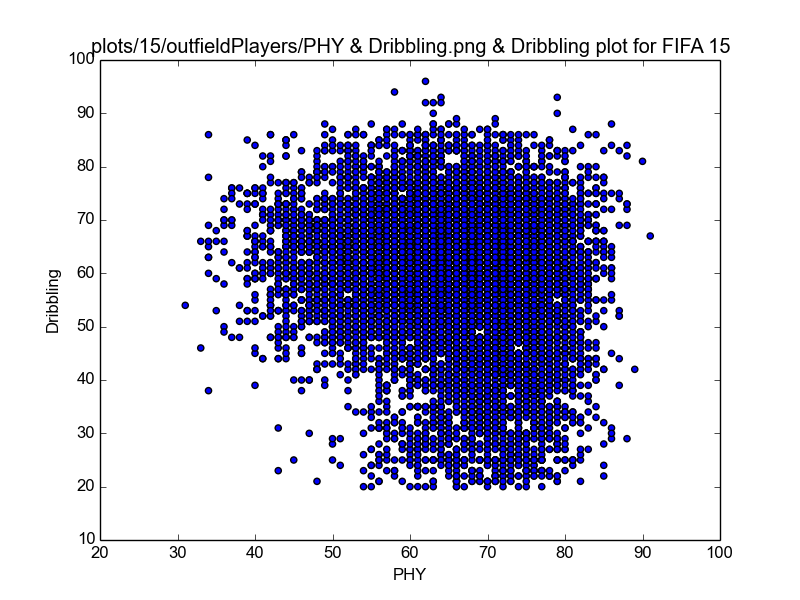 plots/15/outfieldPlayers/PHY & Dribbling.png & Dribbling plot for FIFA 15
100
90
80
70
60
50
40
30
20
10
Dribbling
20 30 40 50 60 70 80 90 100
PHY